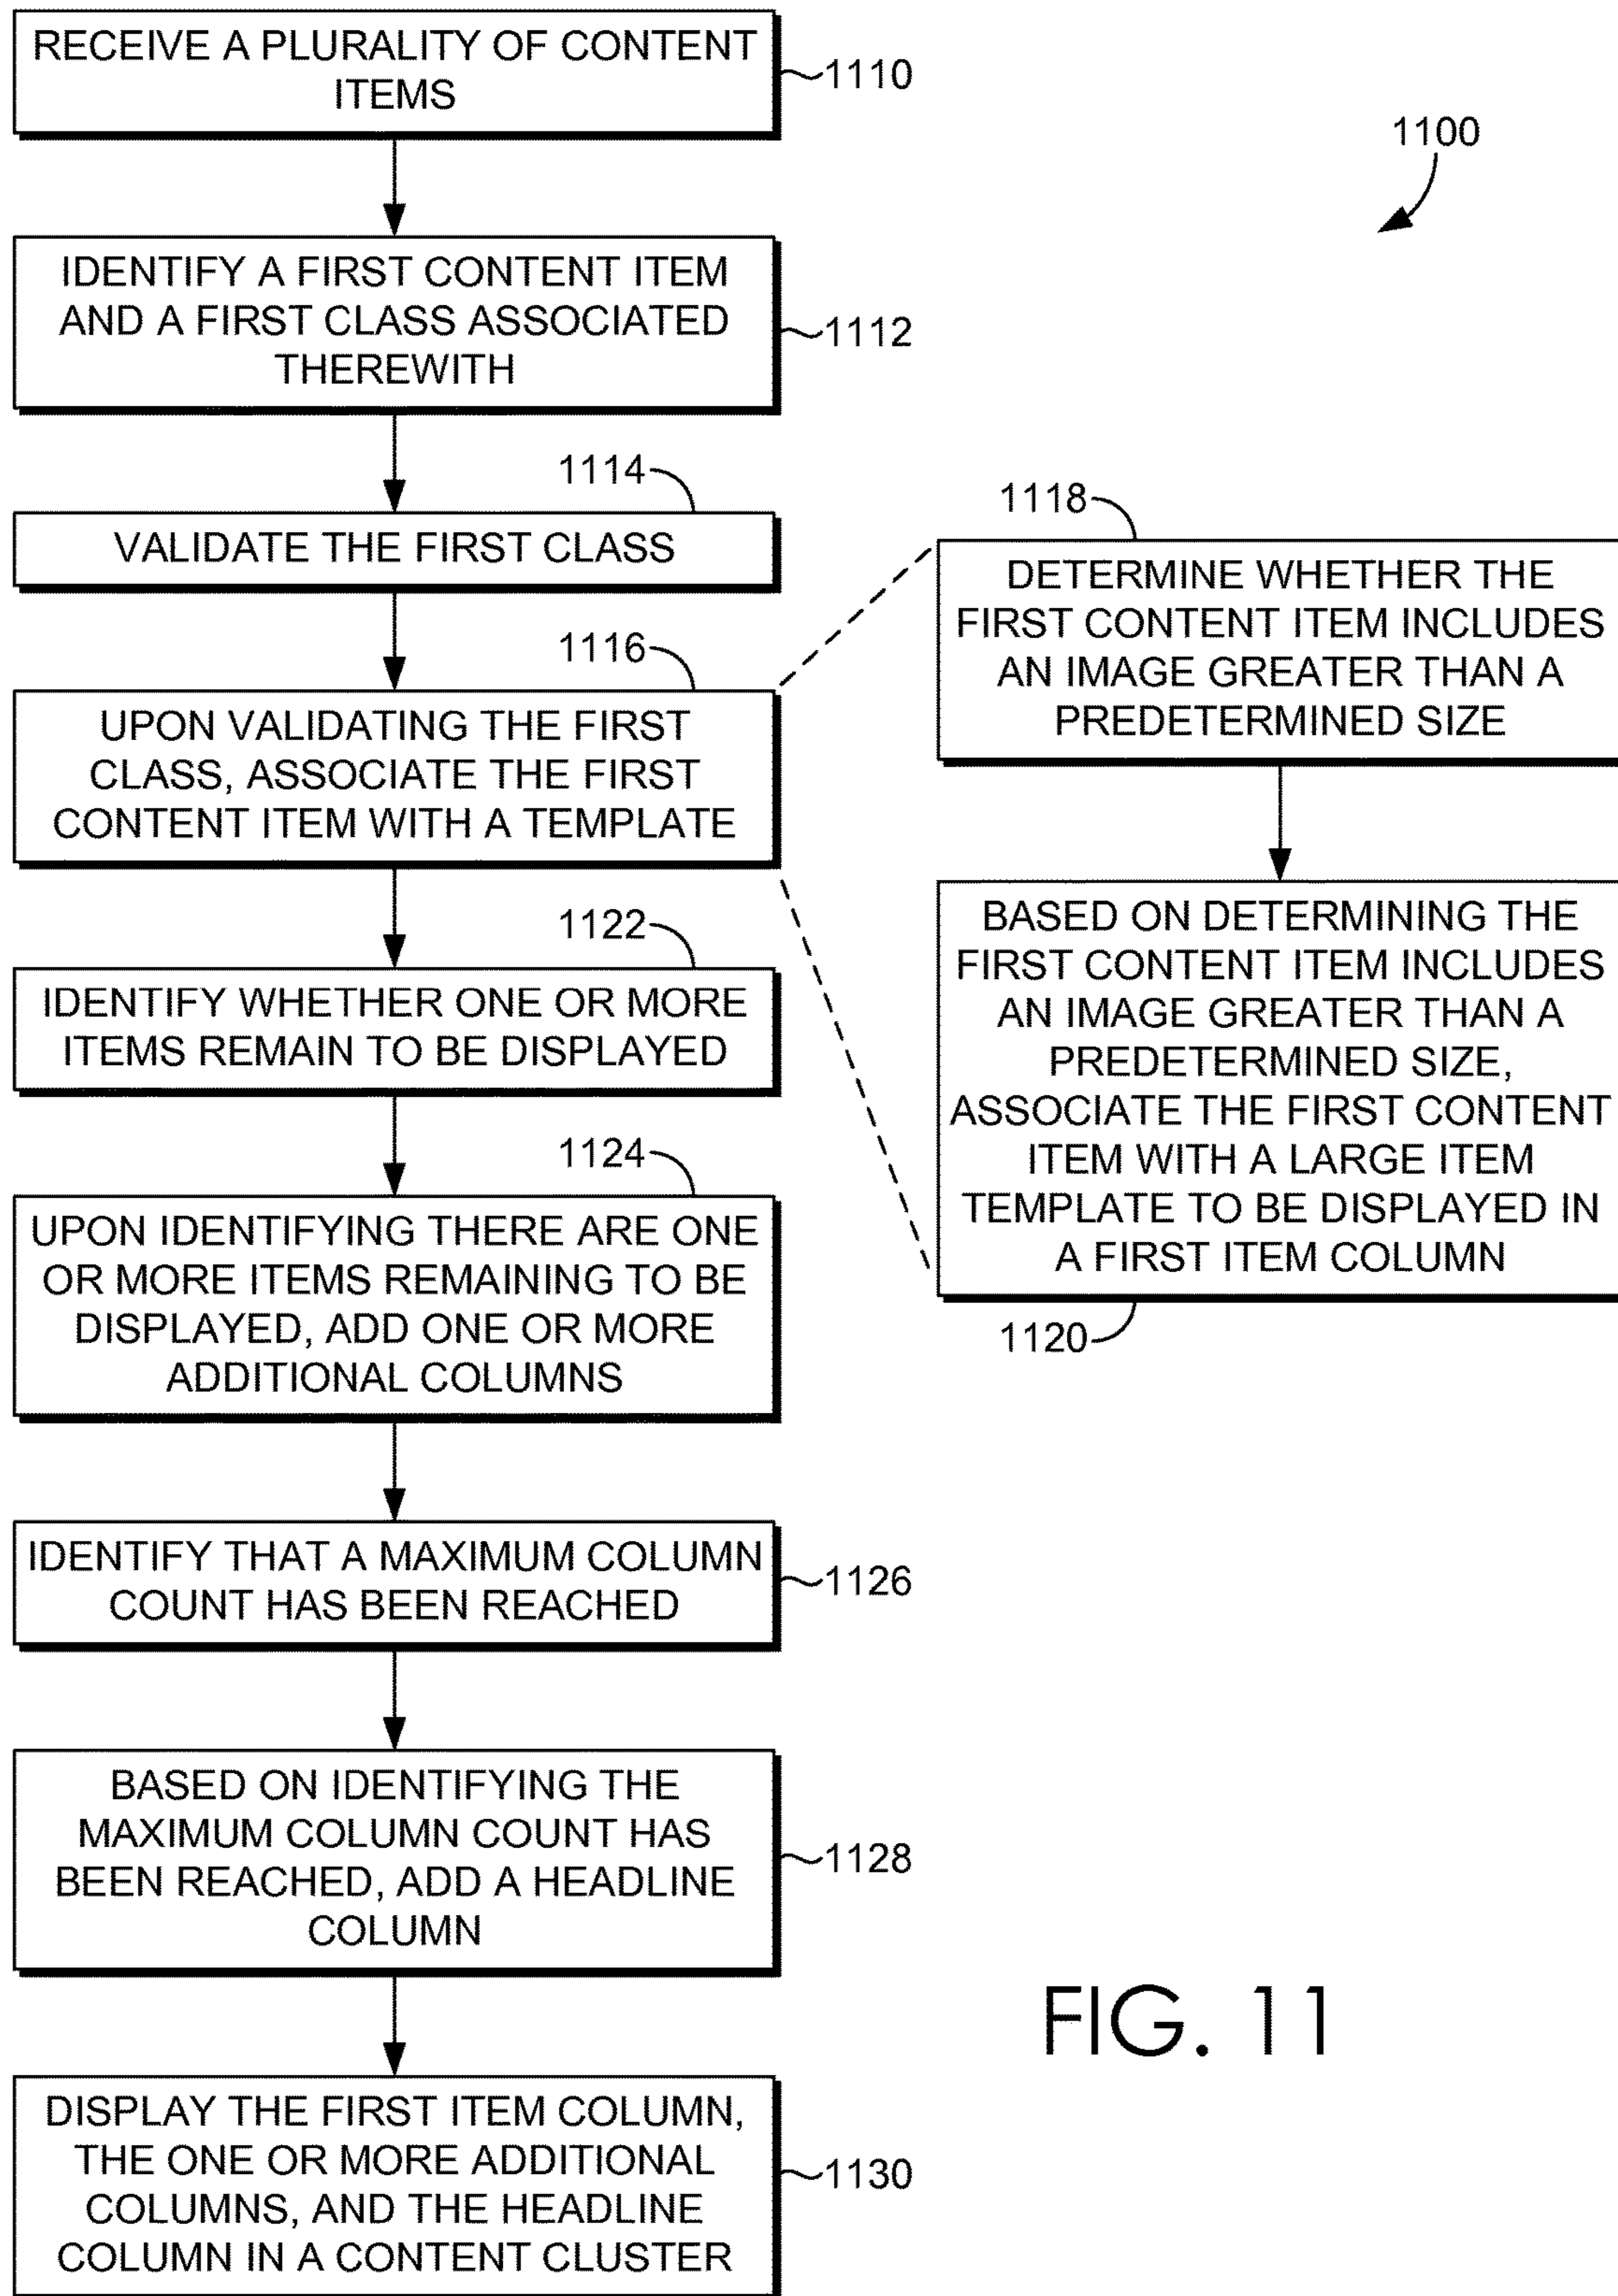 RECEIVE A PLURALITY OF CONTENT
ITEMS
1110
1100
IDENTIFY A FIRST CONTENT ITEM
AND A FIRST CLASS ASSOCIATED
THEREWITH
1112
1114
VALIDATE THE FIRST CLASS
1116
UPON VALIDATING THE FIRST
CLASS, ASSOCIATE THE FIRST
CONTENT ITEM WITH A TEMPLATE
1118
DETERMINE WHETHER THE
FIRST CONTENT ITEM INCLUDES
AN IMAGE GREATER THAN A
PREDETERMINED SIZE
BASED ON DETERMINING THE
FIRST CONTENT ITEM INCLUDES
AN IMAGE GREATER THAN A
PREDETERMINED SIZE,
ASSOCIATE THE FIRST CONTENT
ITEM WITH A LARGE ITEM
TEMPLATE TO BE DISPLAYED IN
A FIRST ITEM COLUMN
1120
1122
IDENTIFY WHETHER ONE OR MORE
ITEMS REMAIN TO BE DISPLAYED
1124
UPON IDENTIFYING THERE ARE ONE
OR MORE ITEMS REMAINING TO BE
DISPLAYED, ADD ONE OR MORE
ADDITIONAL COLUMNS
IDENTIFY THAT A MAXIMUM COLUMN
COUNT HAS BEEN REACHED
1126
BASED ON IDENTIFYING THE
MAXIMUM COLUMN COUNT HAS
BEEN REACHED, ADD A HEADLINE
COLUMN
1128
DISPLAY THE FIRST ITEM COLUMN,
THE ONE OR MORE ADDITIONAL
COLUMNS, AND THE HEADLINE
COLUMN IN A CONTENT CLUSTER
1130
FIG. 11